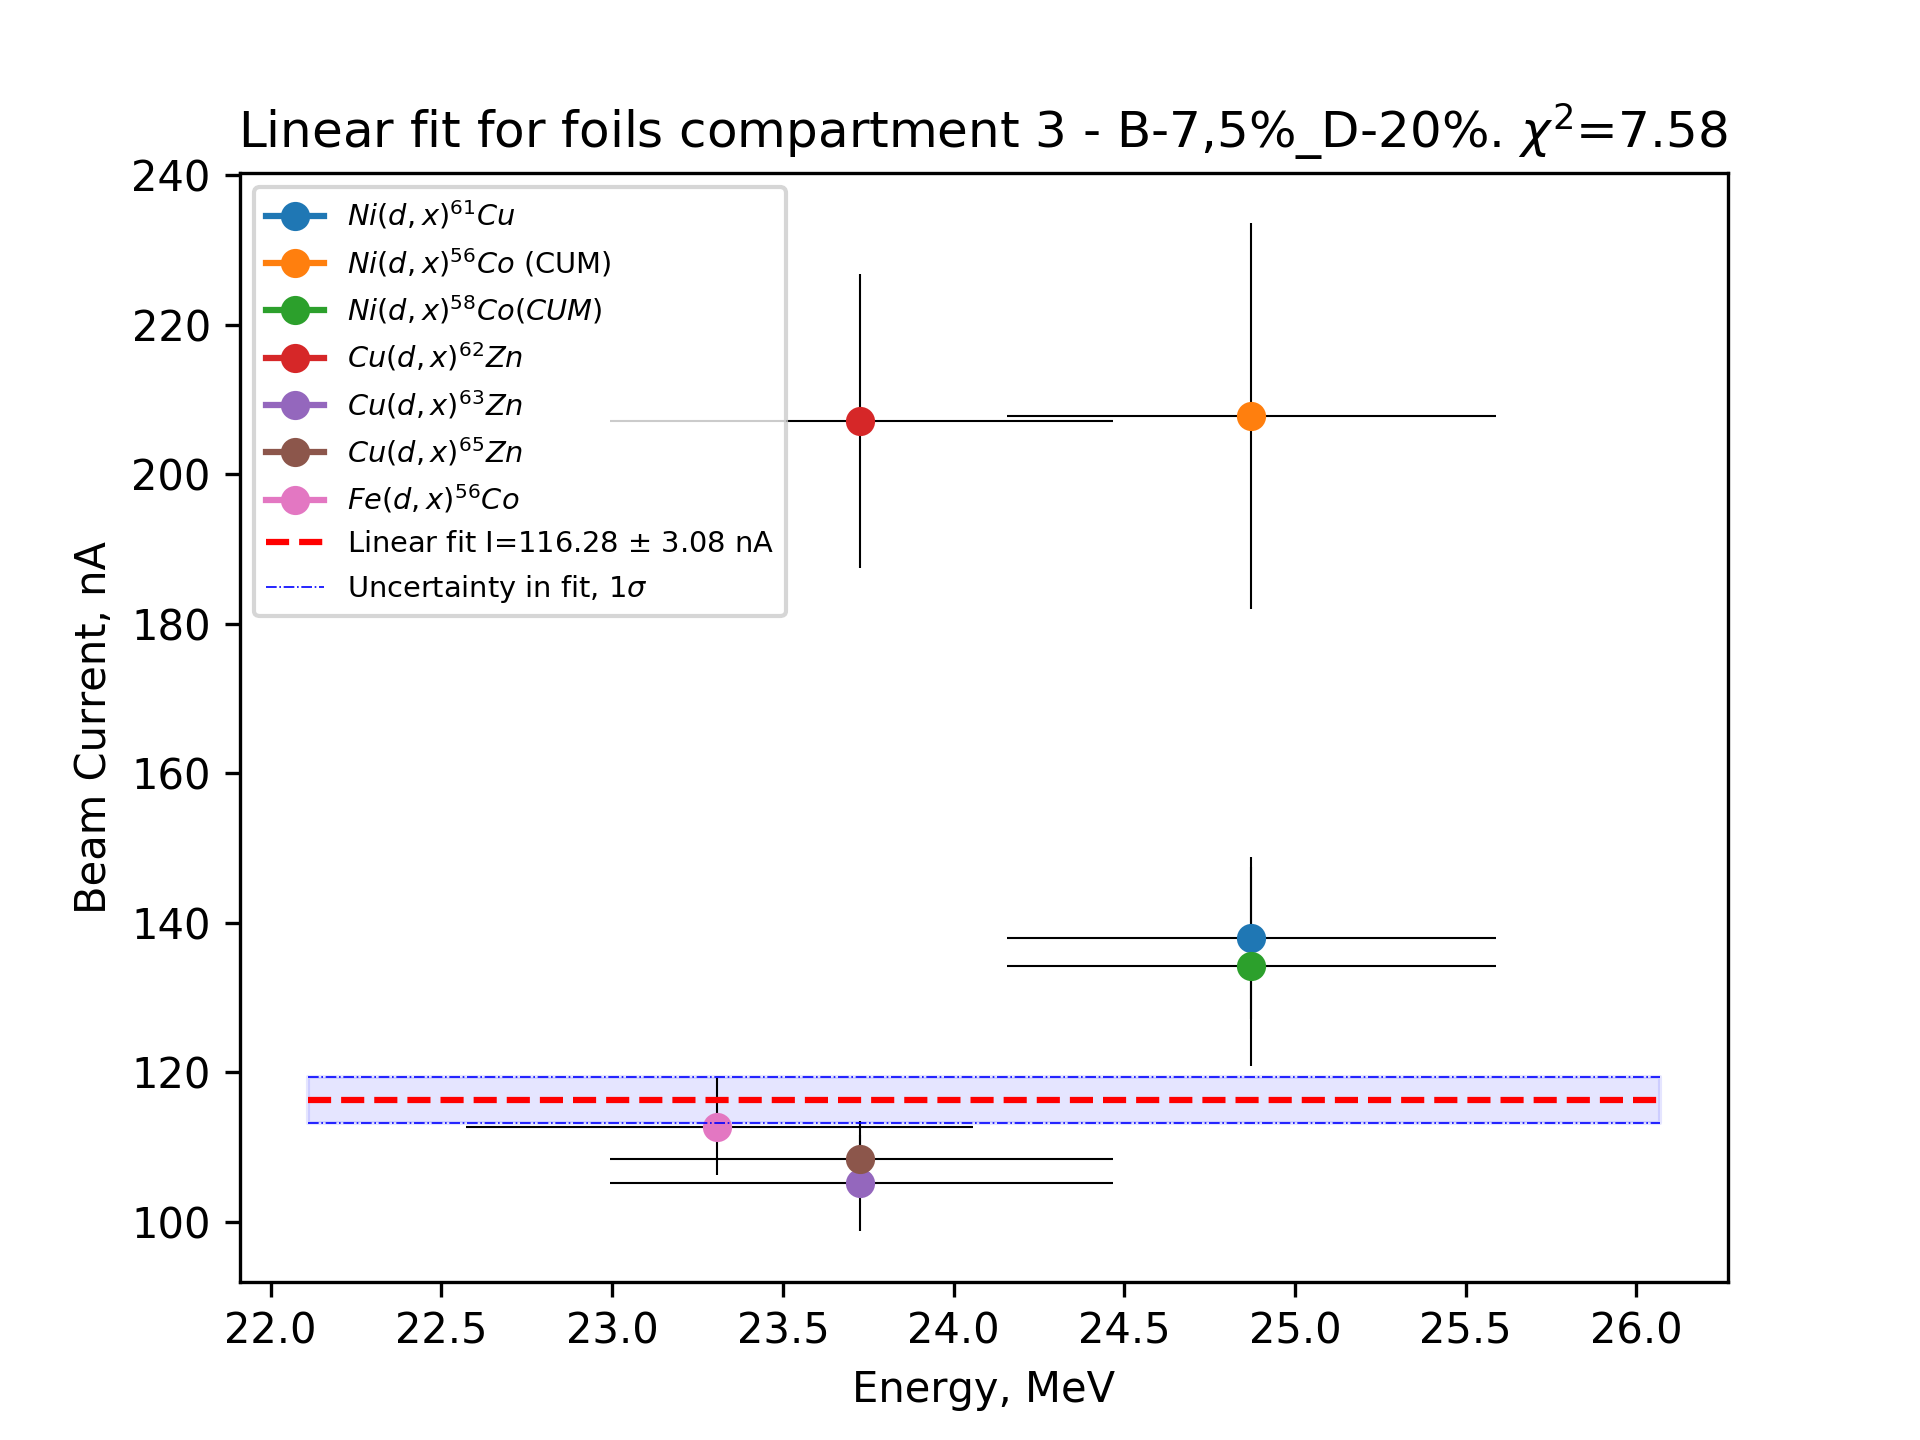 Linear fit for foils compartment 3 - B-7,5%_D-20%. χ²=7.58
240
220
200
180
160
140
120
100
Beam Current, nA
Ni(d, x)⁶¹Cu
Ni(d, x)⁵⁶Co (CUM)
Ni(d, x)⁵⁸Co(CUM)
Cu(d, x)⁶²Zn
Cu(d, x)⁶³Zn
Cu(d, x)⁶⁵Zn
Fe(d, x)⁵⁶Co
Linear fit I=116.28 ± 3.08 nA
Uncertainty in fit, 1σ
22.0 22.5 23.0 23.5 24.0 24.5 25.0 25.5 26.0
Energy, MeV